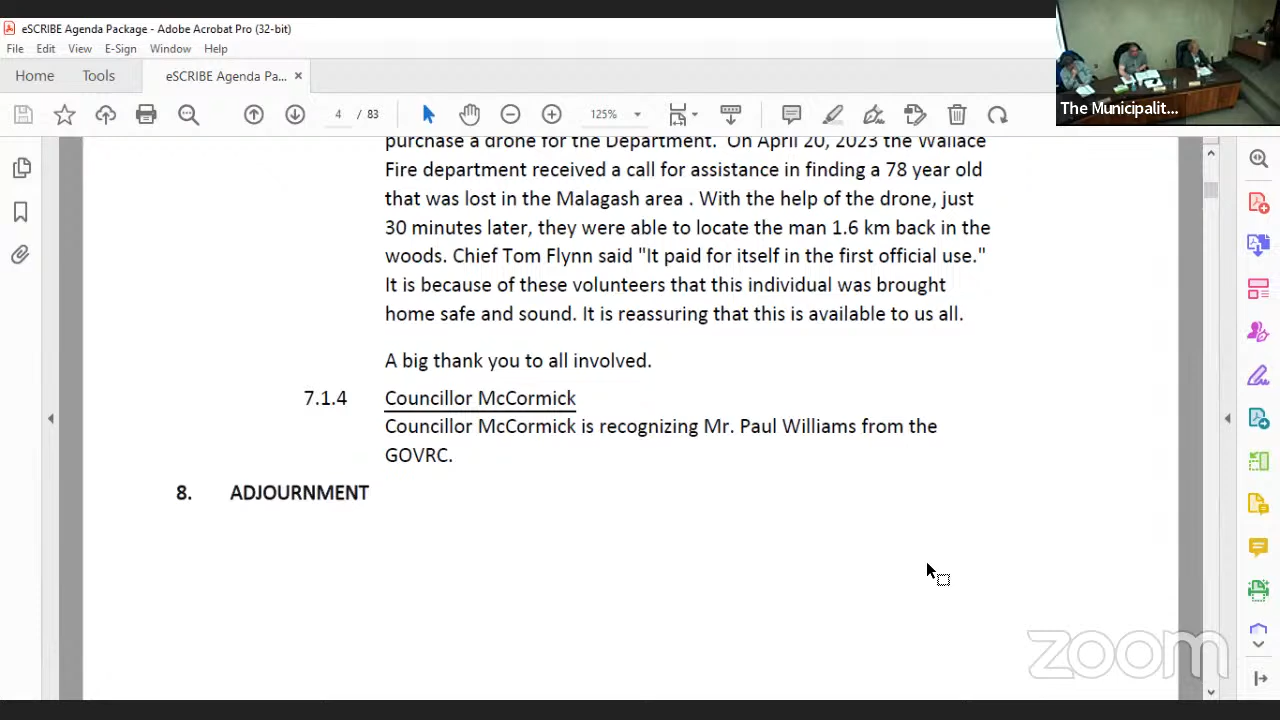 eSCRIBE Agenda Package - Adobe Acrobat Pro (32-bit)
File Edit View E-Sign Window Help
Home Tools eSCRIBE Agenda Pa... ×
4 / 83 125%
The Municipalit...
purchase a drone for the Department. On April 20, 2023 the Wallace
Fire department received a call for assistance in finding a 78 year old
that was lost in the Malagash area . With the help of the drone, just
30 minutes later, they were able to locate the man 1.6 km back in the
woods. Chief Tom Flynn said "It paid for itself in the first official use."
It is because of these volunteers that this individual was brought
home safe and sound. It is reassuring that this is available to us all.
A big thank you to all involved.
7.1.4 Councillor McCormick
Councillor McCormick is recognizing Mr. Paul Williams from the
GOVRC.
8. ADJOURNMENT
zoom